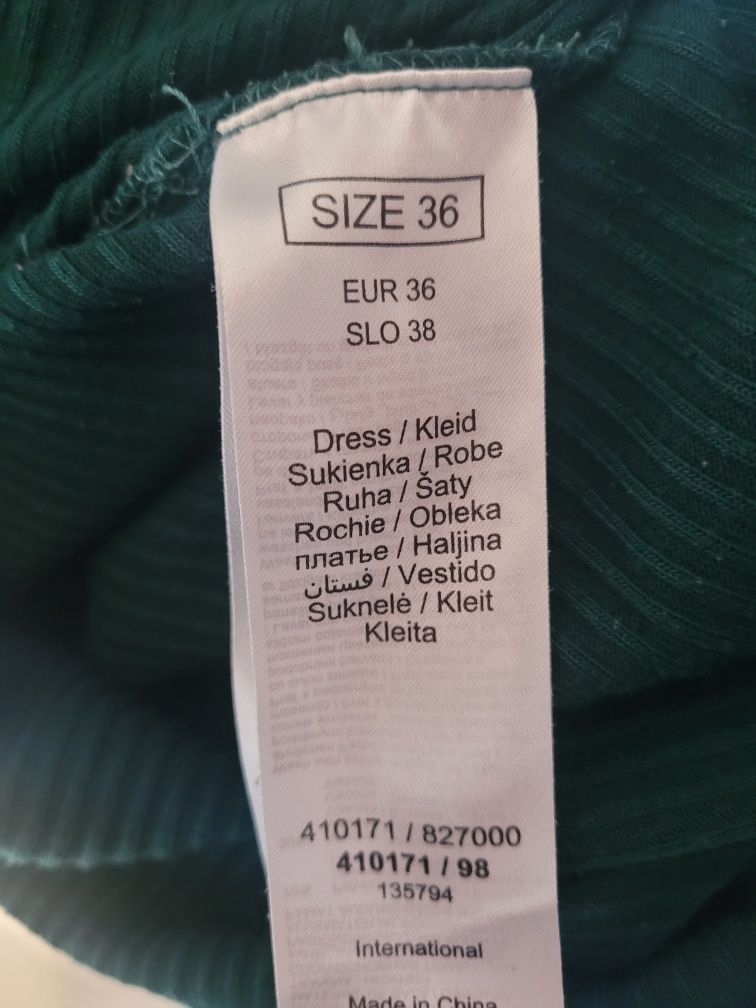 SIZE 36
EUR 36
SLO 38
Dress / Kleid
Sukienka / Robe
Ruha / Šaty
Rochie / Obleka
платье / Haljina
فستان / Vestido
Suknelė / Kleit
Kleita
410171 / 827000
410171 / 98
135794
International
Made in China